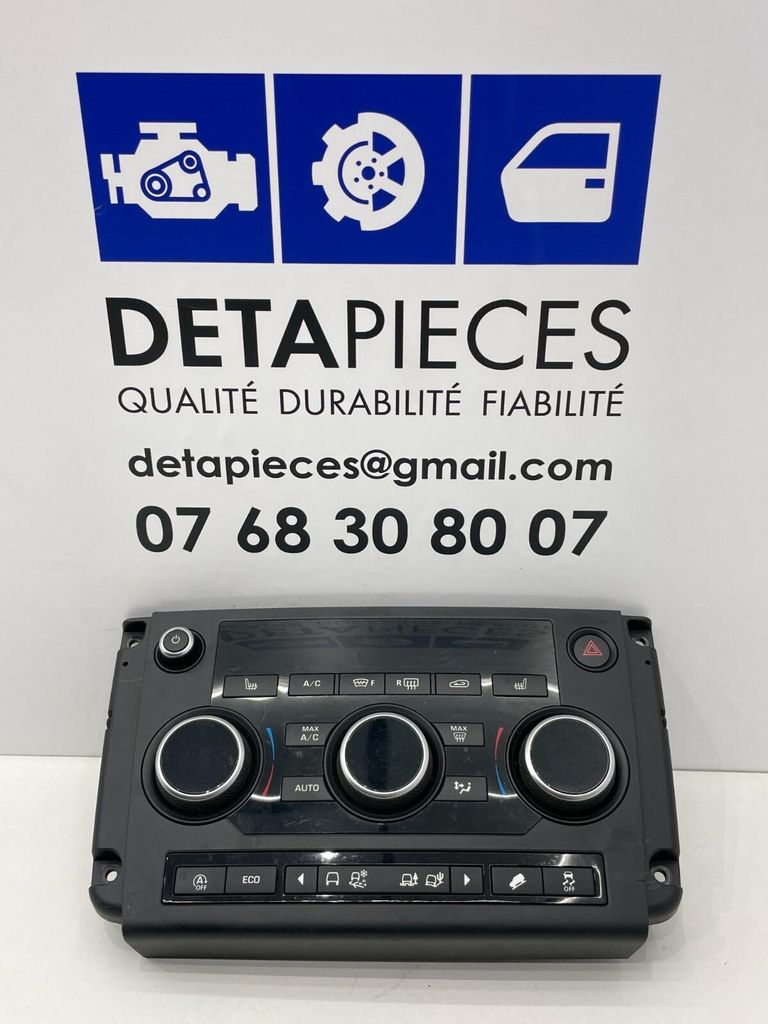 DETAPIECES
QUALITÉ DURABILITÉ FIABILITÉ
detapieces@gmail.com
07 68 30 80 07
A/C
F
R
MAX A/C
MAX
AUTO
A OFF
ECO
OFF